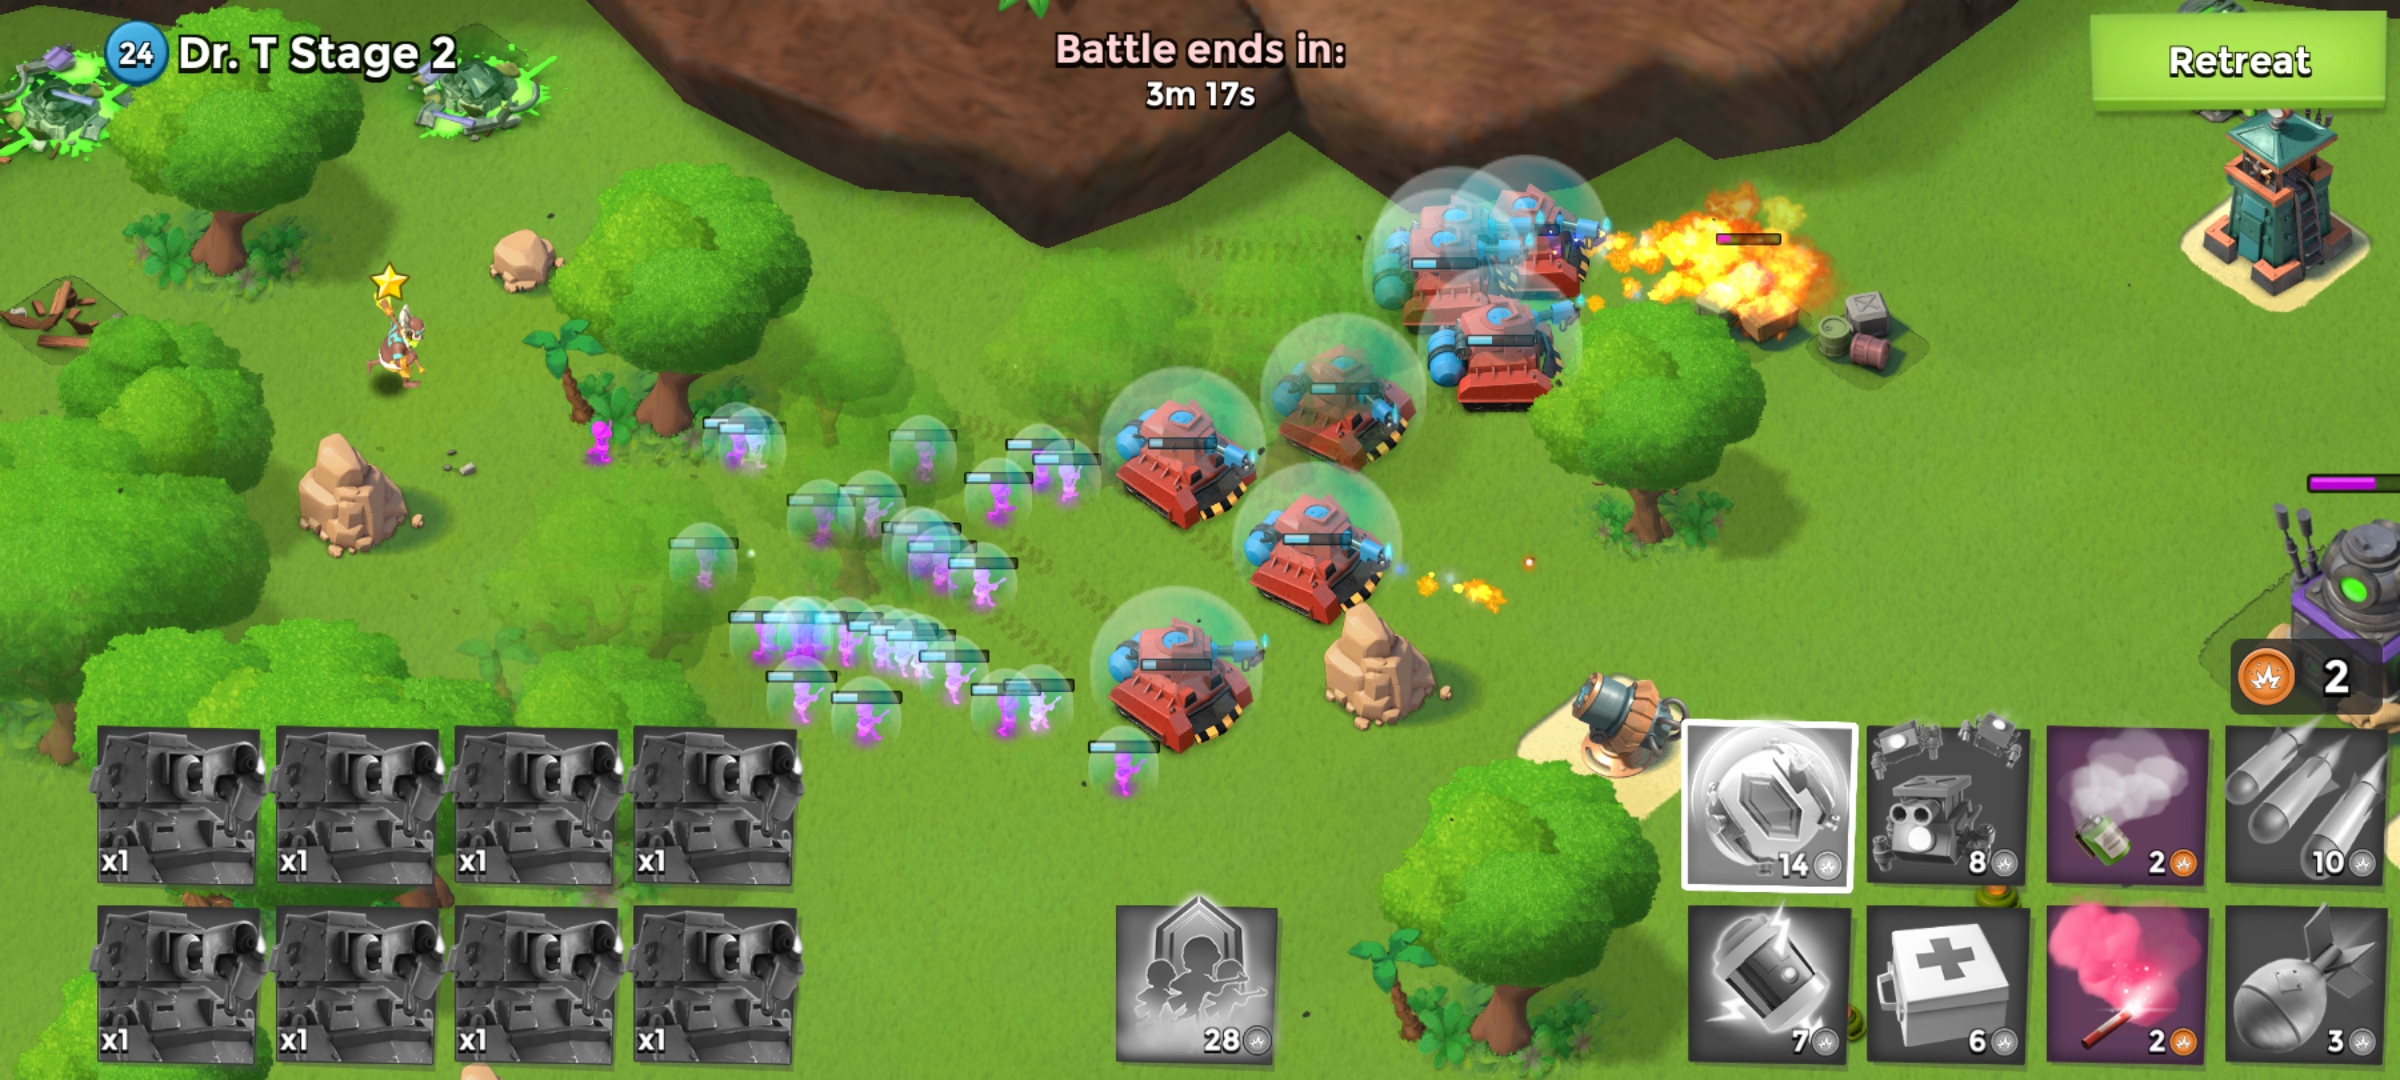 24 Dr. T Stage 2
Battle ends in:
3m 17s
Retreat
2
x1 x1 x1 x1
14 8 2 10
x1 x1 x1 x1
28
7 6 2 3